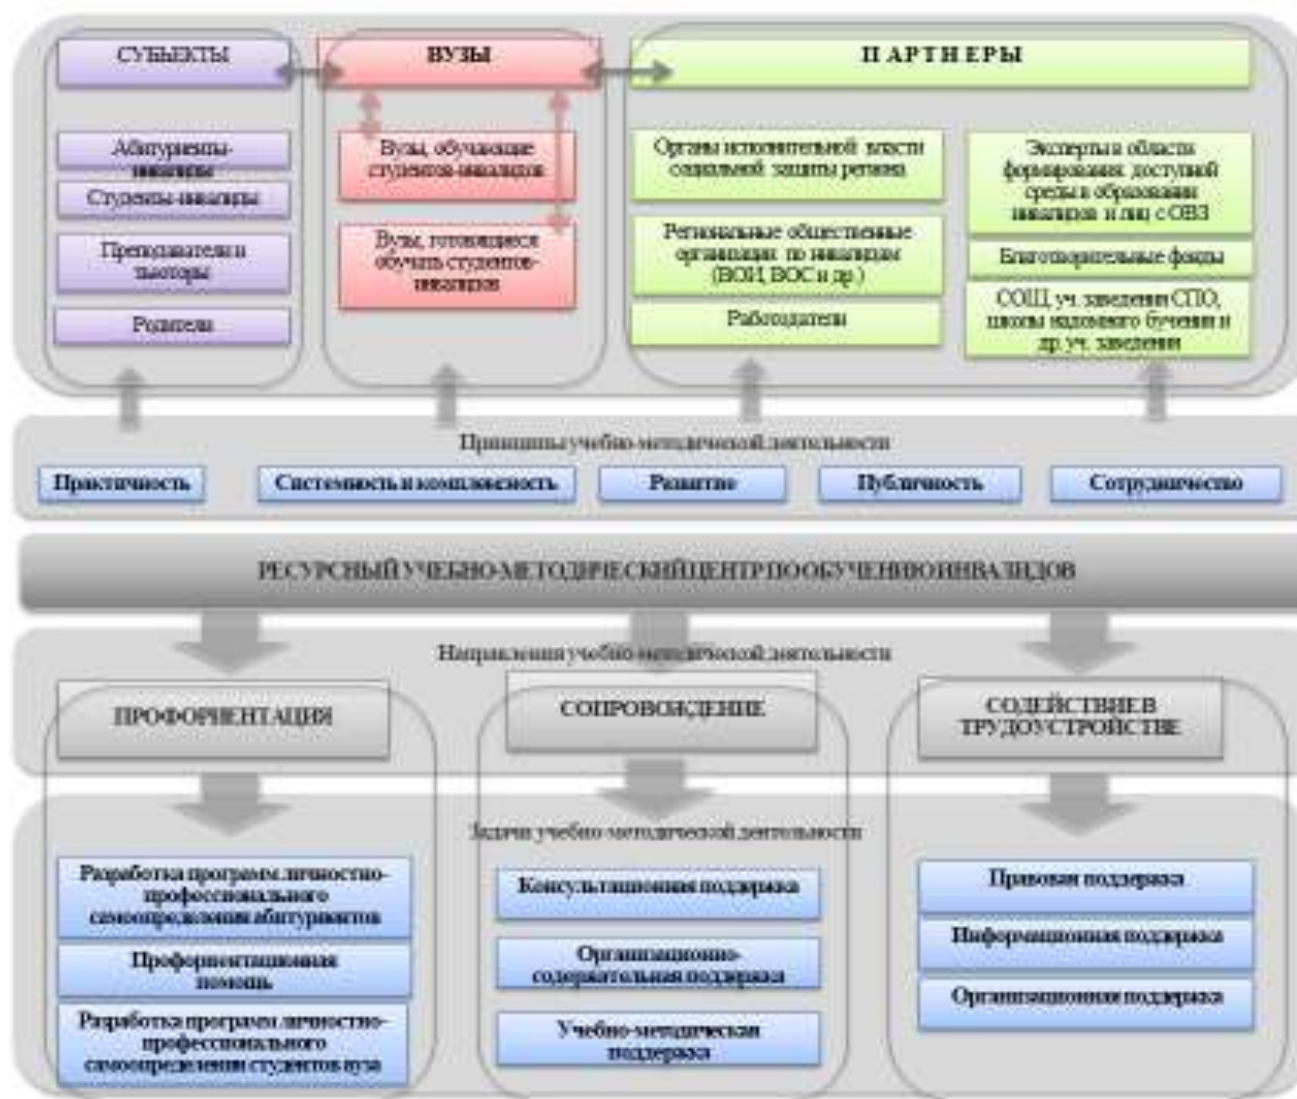 СУБЪЕКТЫ
ВУЗЫ
ПАРТНЕРЫ
Абитуриенты-
инвалиды
Студенты-инвалиды
Преподаватели и
тьюторы
Родители
Вузы, обучающие
студентов-инвалидов
Вузы, готовящиеся
обучать студентов-
инвалидов
Органы исполнительной власти
социальной защиты региона
Региональные общественные
организации по инвалидам
(ВОИ, ВОС и др.)
Работодатели
Эксперты в области
формирования доступной
среды в образовании
инвалидов и лиц с ОВЗ
Благотворительные фонды
СОШ, уч. заведения СПО,
школы надомного бучения и
др. уч. заведения
Принципы учебно-методической деятельности
Практичность
Системность и комплексность
Развитие
Публичность
Сотрудничество
РЕСУРСНЫЙ УЧЕБНО-МЕТОДИЧЕСКИЙ ЦЕНТР ПО ОБУЧЕНИЮ ИНВАЛИДОВ
Направления учебно-методической деятельности
ПРОФОРИЕНТАЦИЯ
СОПРОВОЖДЕНИЕ
СОДЕЙСТВИЕ В
ТРУДОУСТРОЙСТВЕ
Задачи учебно-методической деятельности
Разработка программ личностно-
профессионального
самоопределения абитуриентов
Профориентационная
помощь
Разработка программ личностно-
профессионального
самоопределения студентов вуза
Консультационная поддержка
Организационно-
содержательная поддержка
Учебно-методическая
поддержка
Правовая поддержка
Информационная поддержка
Организационная поддержка